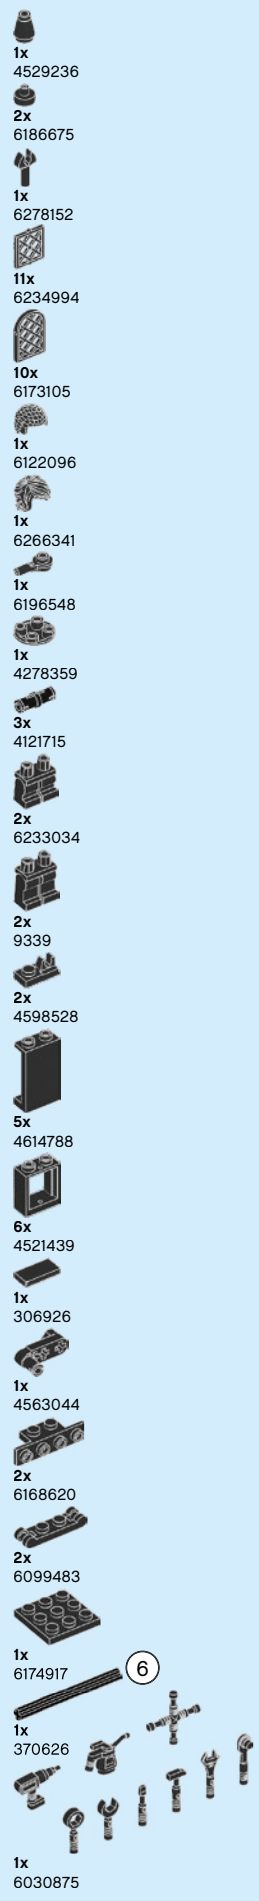 1x
4529236
2x
6186675
1x
6278152
11x
6234994
10x
6173105
1x
6122096
1x
6266341
1x
6196548
1x
4278359
3x
4121715
2x
6233034
2x
9339
2x
4598528
5x
4614788
6x
4521439
1x
306926
1x
4563044
2x
6168620
2x
6099483
1x
6174917
6
1x
370626
1x
6030875